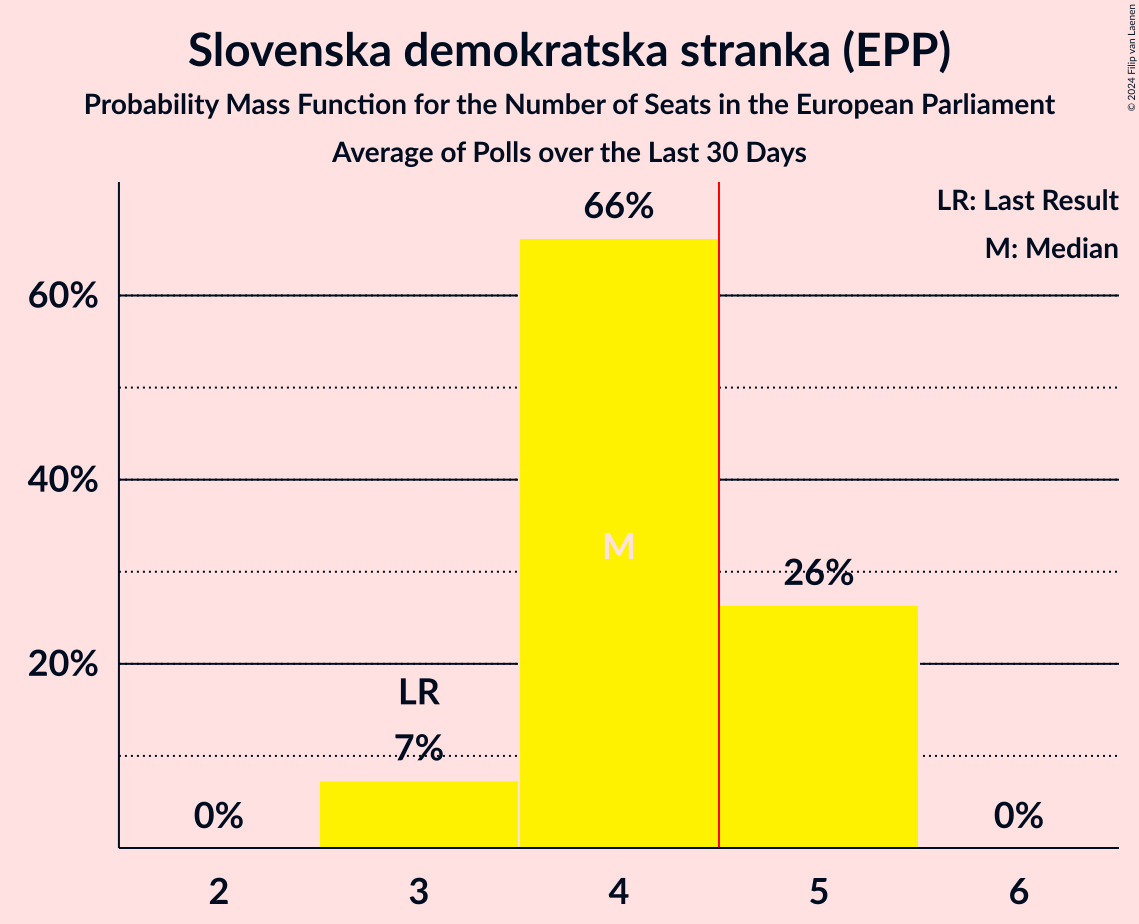 Slovenska demokratska stranka (EPP)
Probability Mass Function for the Number of Seats in the European Parliament
Average of Polls over the Last 30 Days
© 2024 Filip van Laenen
LR: Last Result
M: Median
66%
60%
40%
M
26%
20%
LR
7%
0%
0%
2 3 4 5 6